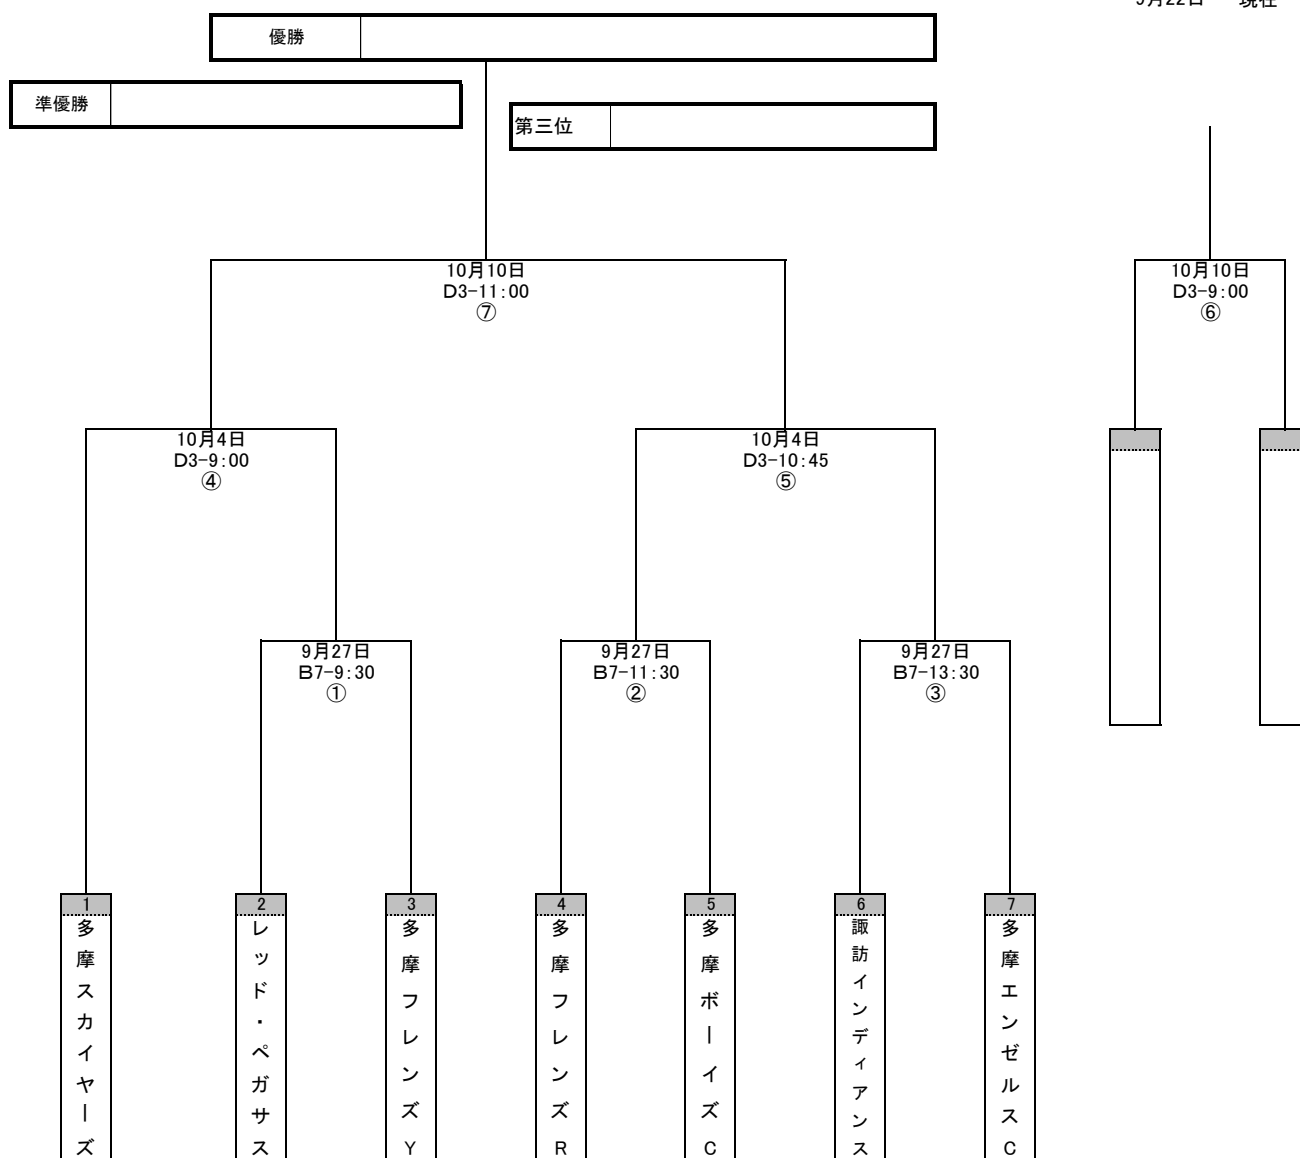 9月22日 現在
優勝
準優勝
第三位
10月10日
D3-11:00
⑦
10月10日
D3-9:00
⑥
10月4日
D3-9:00
④
10月4日
D3-10:45
⑤
9月27日
B7-9:30
①
9月27日
B7-11:30
②
9月27日
B7-13:30
③
1
多摩スカイヤーズ
2
レッド・ペガサス
3
多摩フレンズY
4
多摩フレンズR
5
多摩ボーイズC
6
諏訪インディアンス
7
多摩エンゼルスC